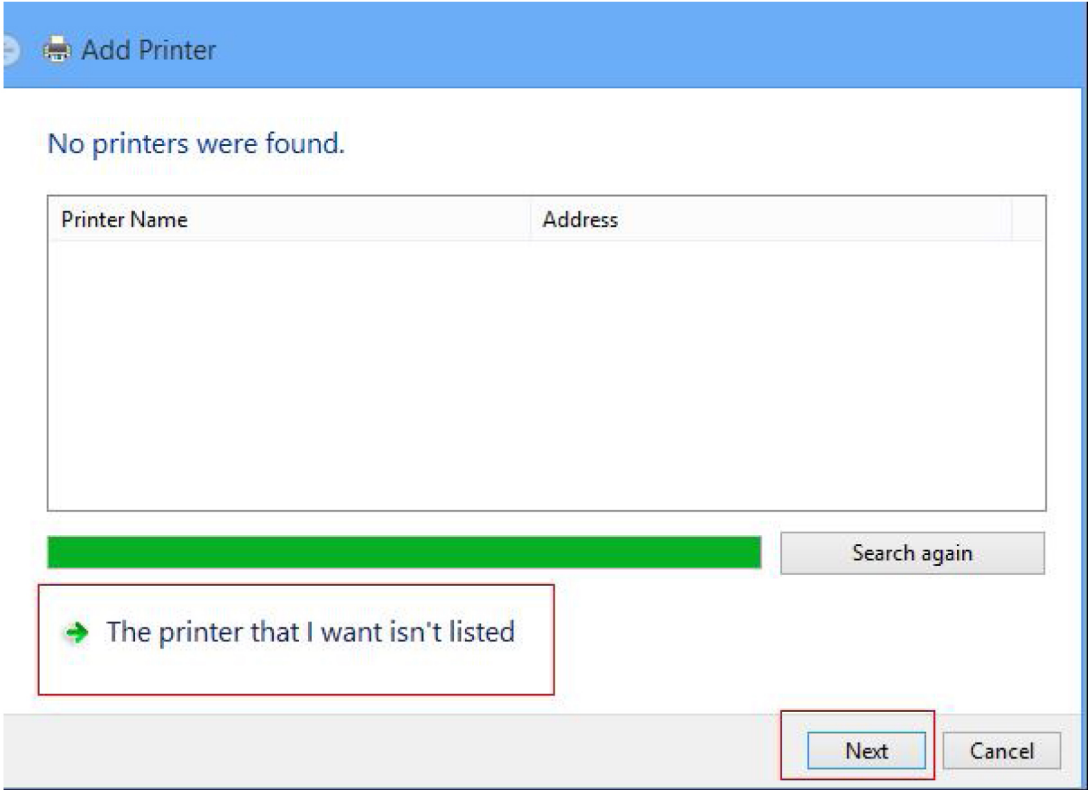 Add Printer
No printers were found.
Printer Name Address
Search again
The printer that I want isn't listed
Next Cancel